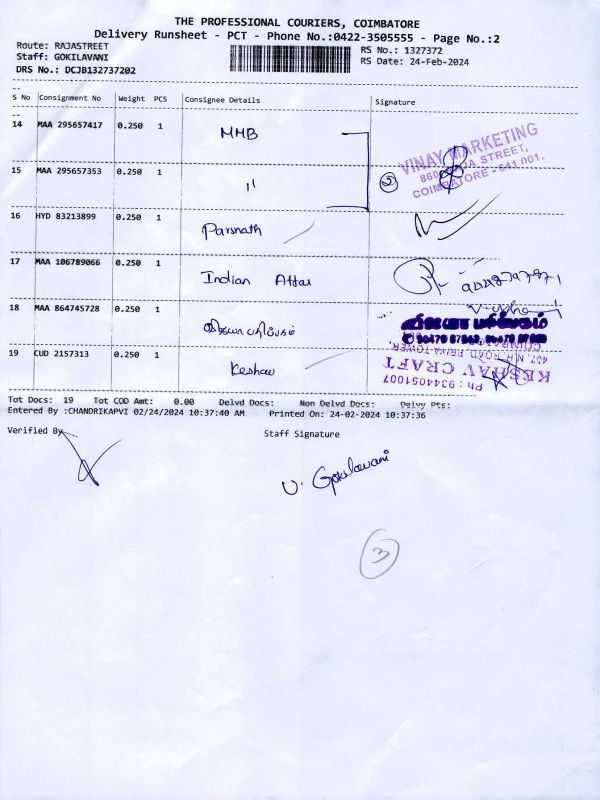 THE PROFESSIONAL COURIERS, COIMBATORE
Delivery Runsheet - PCT - Phone No.:0422-3505555 - Page No.:2
Route: RAJASTREET
RS No.: 1327372
Staff: GOKILAVANI
RS Date: 24-Feb-2024
DRS No.: DCJB132737202
S No Consignment No Weight PCS Consignee Details Signature
14 MAA 295657417 0.250 1 MMB
VINAY MARKETING
RAJA STREET,
COIMBATORE - 641 001.
15 MAA 295657353 0.250 1 "
2
16 HYD 83213899 0.250 1 Parsnath
17 MAA 106789066 0.250 1 Indian Attar
18 MAA 864745728 0.250 1
19 CUD 2157313 0.250 1 Keshav
KESHAV CRAFT
Ph : 9344051007
Tot Docs: 19 Tot COD Amt: 0.00 Delvd Docs: Non Delvd Docs: Delvy Pts:
Entered By :CHANDRIKAPVI 02/24/2024 10:37:40 AM Printed On: 24-02-2024 10:37:36
Verified By
Staff Signature
V. Gokilavani
3